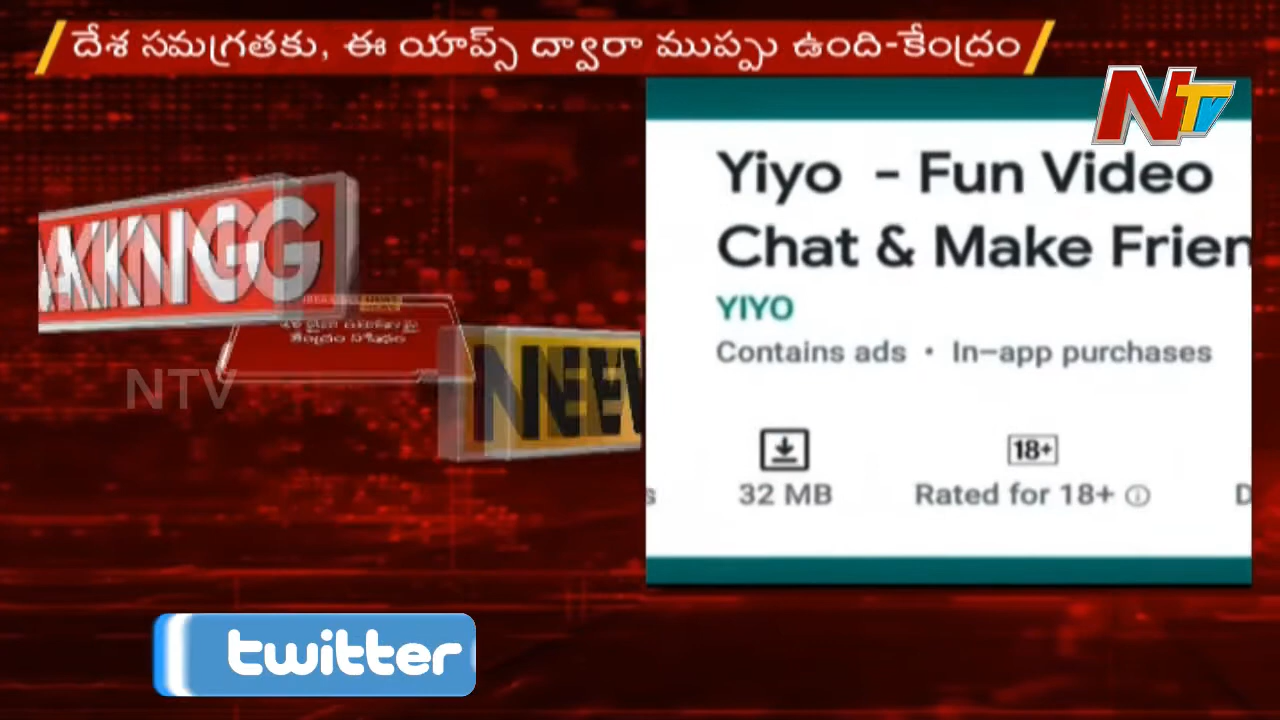 దేశ సమగ్రతకు, ఈ యాప్స్ ద్వారా ముప్పు ఉంది-కేంద్రం
NTV
Yiyo - Fun Video
Chat & Make Frien
YIYO
Contains ads • In-app purchases
18+
32 MB
Rated for 18+
NTV
twitter